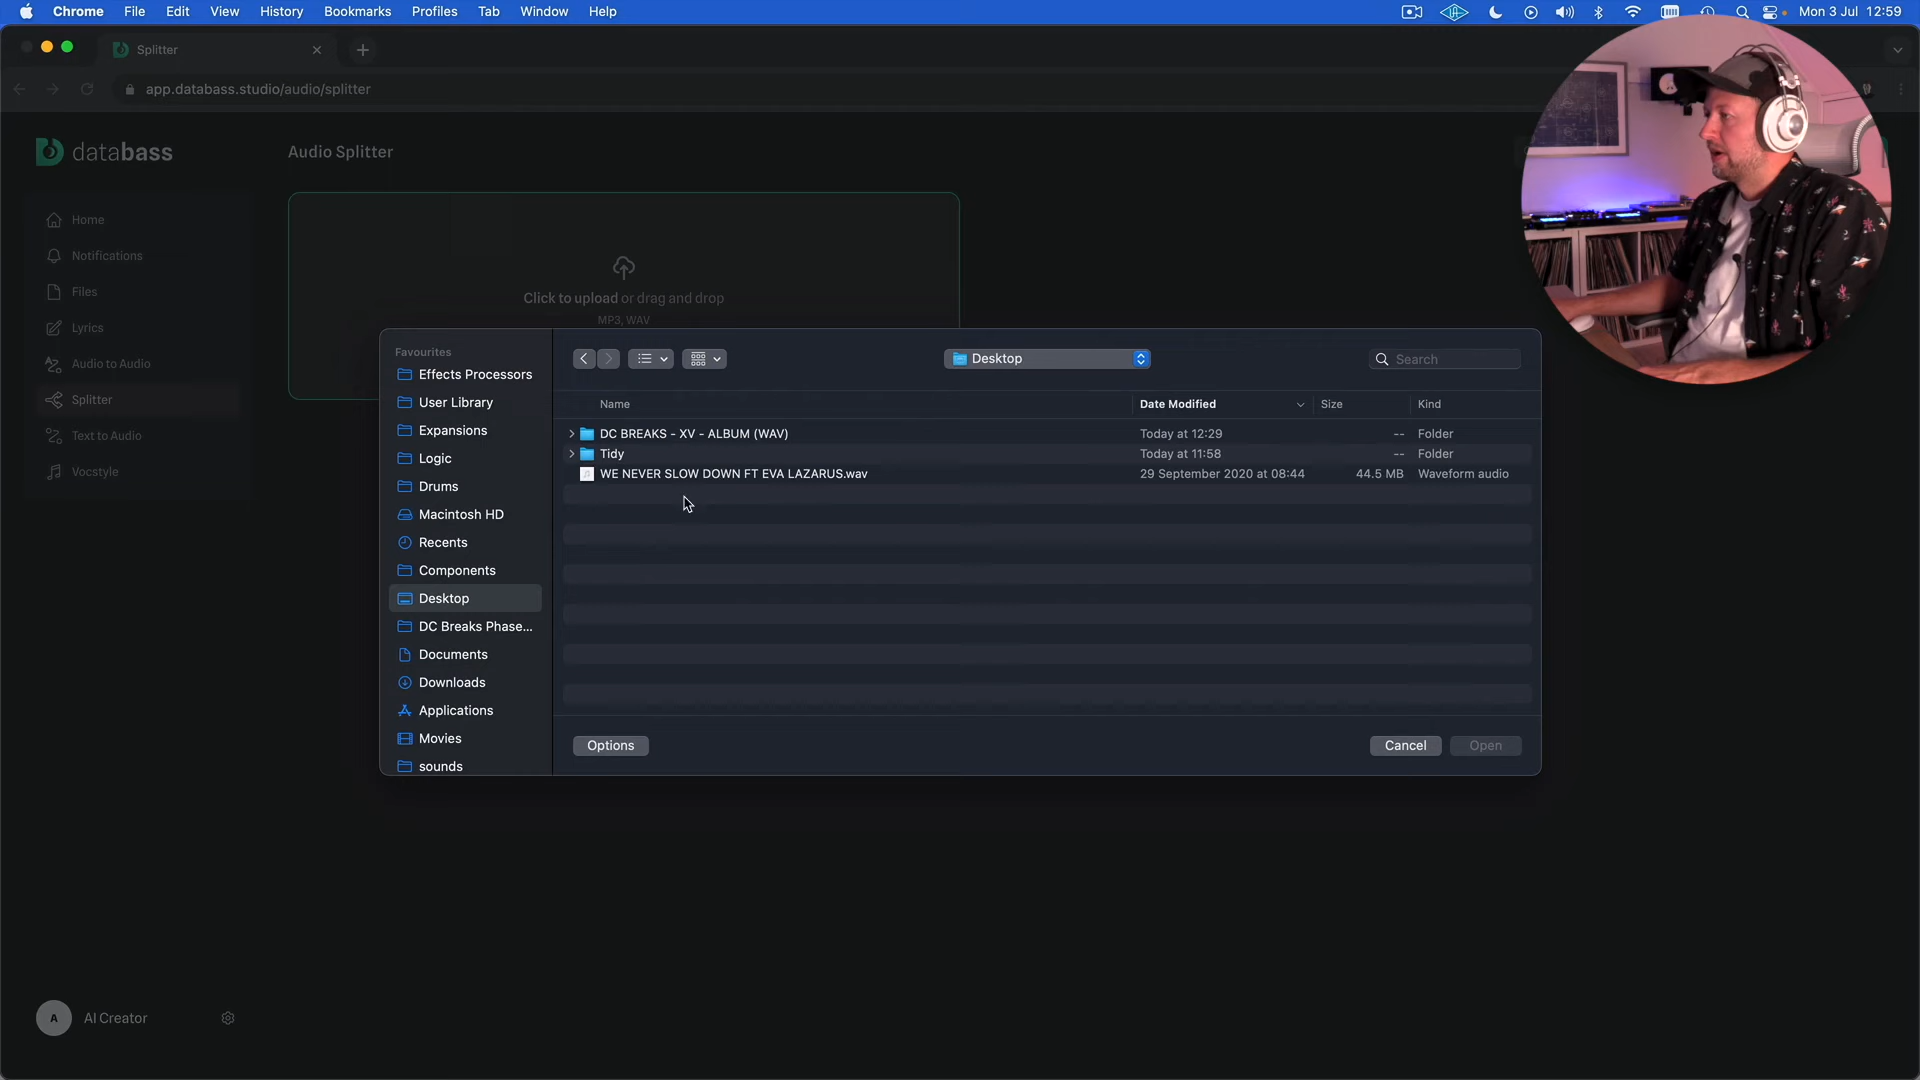 Chrome File Edit View History Bookmarks Profiles Tab Window Help Mon 3 Jul 12:59
Splitter
app.databass.studio/audio/splitter
databass
Audio Splitter
Home
Notifications
Files
Lyrics
Audio to Audio
Splitter
Text to Audio
Vocstyle
Click to upload or drag and drop
MP3, WAV
Favourites
Effects Processors
User Library
Expansions
Logic
Drums
Macintosh HD
Recents
Components
Desktop
DC Breaks Phase...
Documents
Downloads
Applications
Movies
sounds
Desktop
Search
Name Date Modified Size Kind
DC BREAKS - XV - ALBUM (WAV) Today at 12:29 -- Folder
Tidy Today at 11:58 -- Folder
WE NEVER SLOW DOWN FT EVA LAZARUS.wav 29 September 2020 at 08:44 44.5 MB Waveform audio
Options Cancel Open
A AI Creator